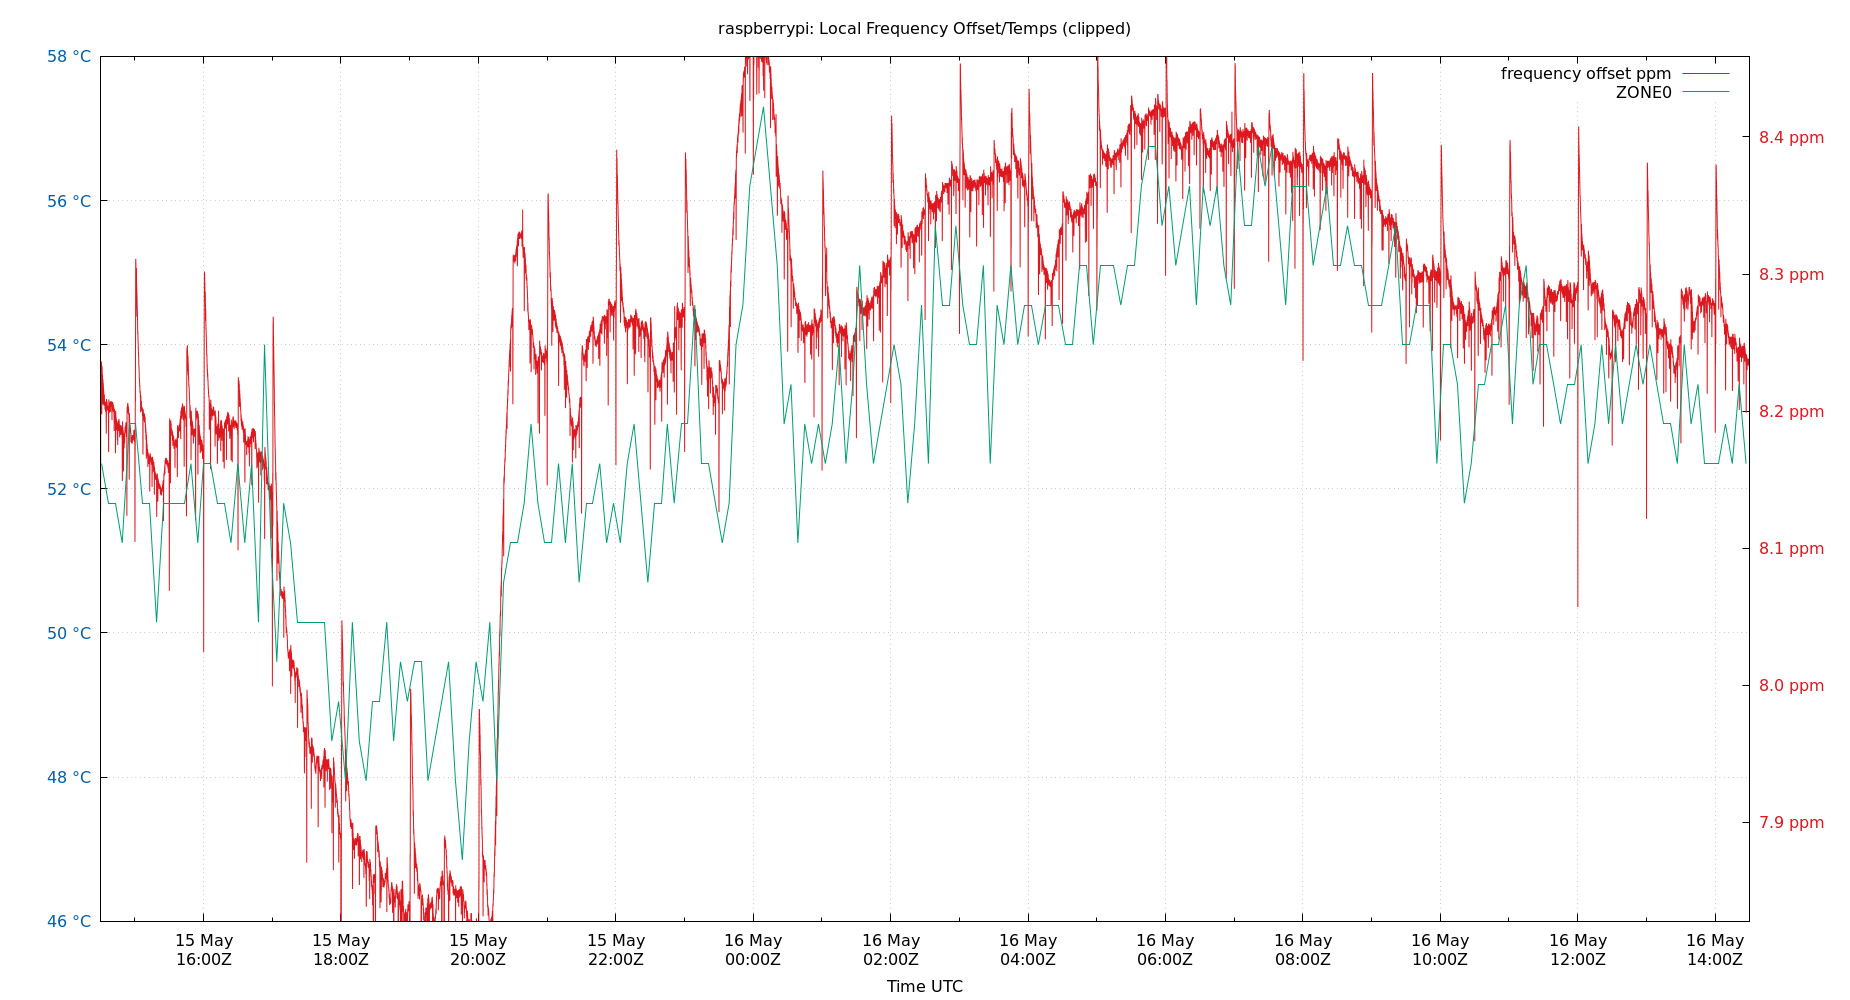 raspberrypi: Local Frequency Offset/Temps (clipped)
58 °C
56 °C
54 °C
52 °C
50 °C
48 °C
46 °C
frequency offset ppm
ZONE0
8.4 ppm
8.3 ppm
8.2 ppm
8.1 ppm
8.0 ppm
7.9 ppm
15 May
16:00Z
15 May
18:00Z
15 May
20:00Z
15 May
22:00Z
16 May
00:00Z
16 May
02:00Z
16 May
04:00Z
16 May
06:00Z
16 May
08:00Z
16 May
10:00Z
16 May
12:00Z
16 May
14:00Z
Time UTC